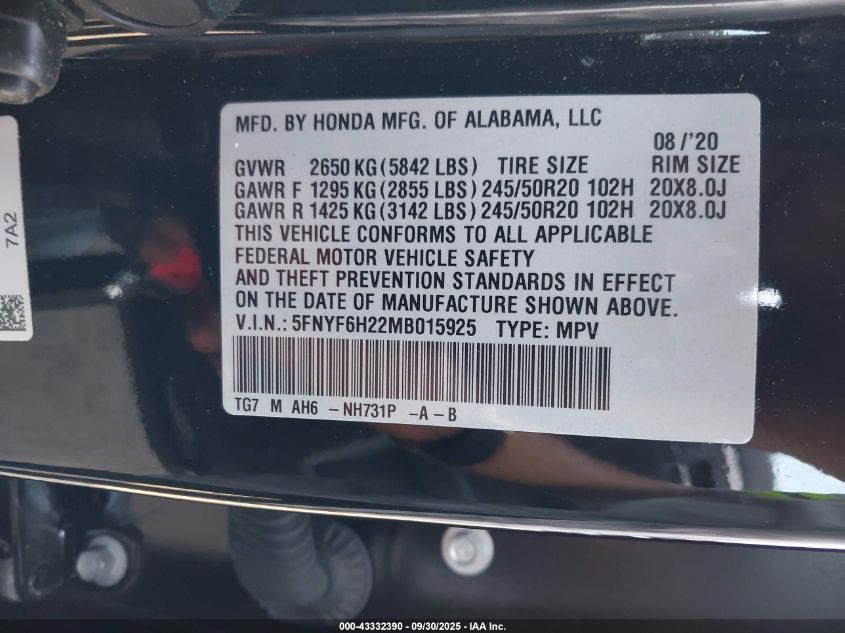 MFD. BY HONDA MFG. OF ALABAMA, LLC
08/'20
GVWR 2650 KG(5842 LBS) TIRE SIZE RIM SIZE
GAWR F 1295 KG(2855 LBS) 245/50R20 102H 20X8.0J
GAWR R 1425 KG(3142 LBS) 245/50R20 102H 20X8.0J
THIS VEHICLE CONFORMS TO ALL APPLICABLE
FEDERAL MOTOR VEHICLE SAFETY
AND THEFT PREVENTION STANDARDS IN EFFECT
ON THE DATE OF MANUFACTURE SHOWN ABOVE.
V.I.N.: 5FNYF6H22MB015925 TYPE: MPV
TG7 M AH6 -NH731P -A-B
7A2
000-43332390 - 09/30/2025 - IAA Inc.